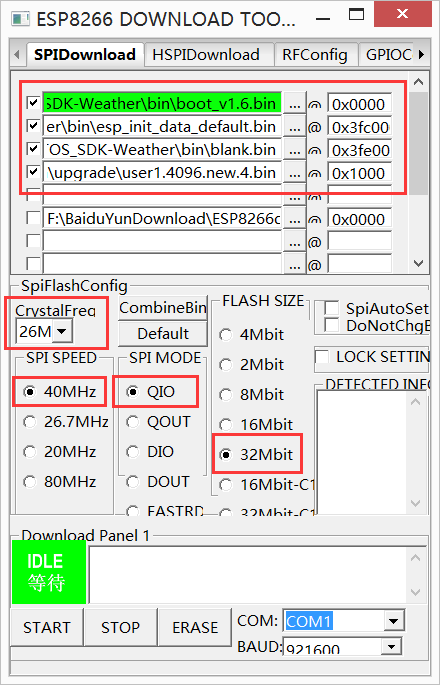 ESP8266 DOWNLOAD TOO...
SPIDownload HSPIDownload RFConfig GPIOC
SDK-Weather\bin\boot_v1.6.bin ... @ 0x0000
er\bin\esp_init_data_default.bin ... @ 0x3fc00
OS_SDK-Weather\bin\blank.bin ... @ 0x3fe00
\upgrade\user1.4096.new.4.bin ... @ 0x1000
... @
F:\BaiduYunDownload\ESP8266 ... @ 0x0000
... @
... @
SpiFlashConfig
CrystalFreq
26M
CombineBin
Default
SPI SPEED
40MHz
26.7MHz
20MHz
80MHz
SPI MODE
QIO
QOUT
DIO
DOUT
FASTRD
FLASH SIZE
4Mbit
2Mbit
8Mbit
16Mbit
32Mbit
16Mbit-C1
32Mbit-C1
SpiAutoSet
DoNotChgB
LOCK SETTIN
DETECTED INFO
Download Panel 1
IDLE
等待
START STOP ERASE
COM: COM1
BAUD: 921600